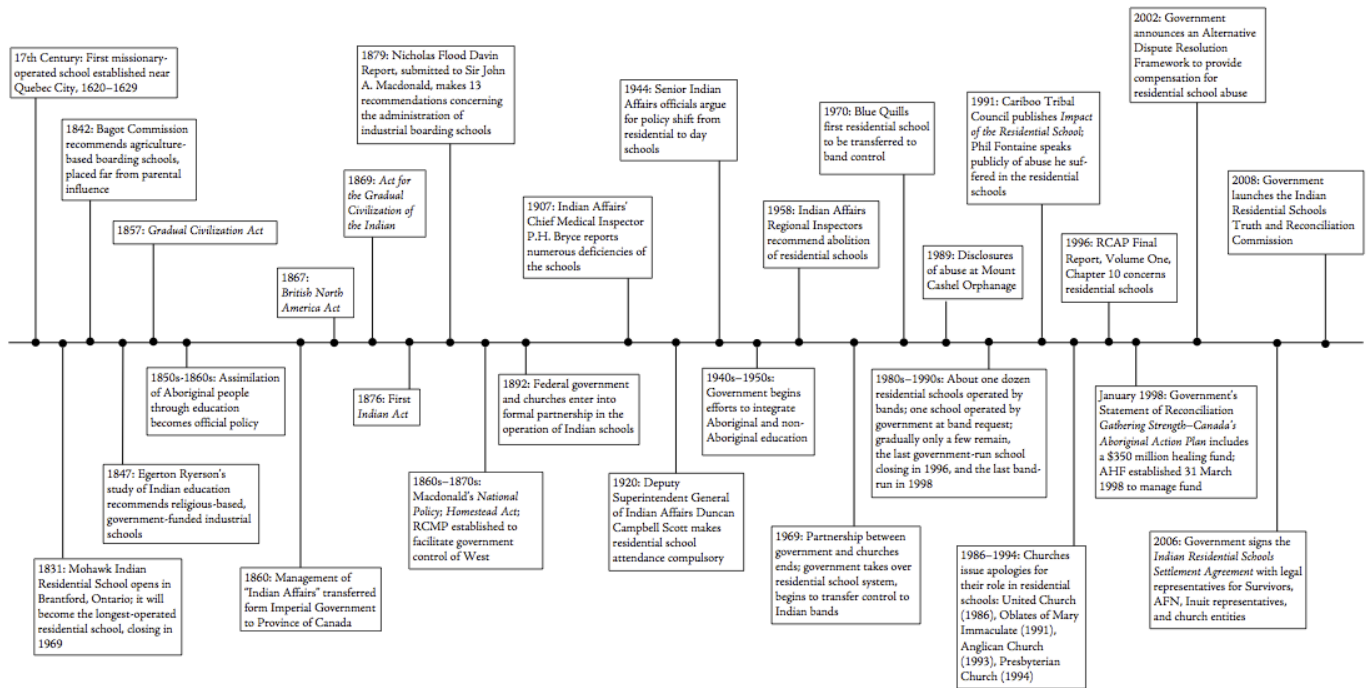 17th Century: First missionary-
operated school established near
Quebec City, 1620–1629
1831: Mohawk Indian
Residential School opens in
Brantford, Ontario; it will
become the longest-operated
residential school, closing in
1969
1842: Bagot Commission
recommends agriculture-
based boarding schools,
placed far from parental
influence
1847: Egerton Ryerson's
study of Indian education
recommends religious-based,
government-funded industrial
schools
1857: Gradual Civilization Act
1850s-1860s: Assimilation
of Aboriginal people
through education
becomes official policy
1860: Management of
"Indian Affairs" transferred
form Imperial Government
to Province of Canada
1867:
British North
America Act
1869: Act for
the Gradual
Civilization of
the Indian
1876: First
Indian Act
1879: Nicholas Flood Davin
Report, submitted to Sir John
A. Macdonald, makes 13
recommendations concerning
the administration of
industrial boarding schools
1860s–1870s:
Macdonald's National
Policy; Homestead Act;
RCMP established to
facilitate government
control of West
1892: Federal government
and churches enter into
formal partnership in the
operation of Indian schools
1907: Indian Affairs'
Chief Medical Inspector
P.H. Bryce reports
numerous deficiencies of
the schools
1920: Deputy
Superintendent General
of Indian Affairs Duncan
Campbell Scott makes
residential school
attendance compulsory
1944: Senior Indian
Affairs officials argue
for policy shift from
residential to day
schools
1940s–1950s:
Government begins
efforts to integrate
Aboriginal and non-
Aboriginal education
1958: Indian Affairs
Regional Inspectors
recommend abolition
of residential schools
1969: Partnership between
government and churches
ends; government takes over
residential school system,
begins to transfer control to
Indian bands
1970: Blue Quills
first residential school
to be transferred to
band control
1989: Disclosures
of abuse at Mount
Cashel Orphanage
1980s–1990s: About one dozen
residential schools operated by
bands; one school operated by
government at band request;
gradually only a few remain,
the last government-run school
closing in 1996, and the last band-
run in 1998
1991: Cariboo Tribal
Council publishes Impact
of the Residential School;
Phil Fontaine speaks
publicly of abuse he suf-
fered in the residential
schools
1986–1994: Churches
issue apologies for
their role in residential
schools: United Church
(1986), Oblates of Mary
Immaculate (1991),
Anglican Church
(1993), Presbyterian
Church (1994)
1996: RCAP Final
Report, Volume One,
Chapter 10 concerns
residential schools
January 1998: Government's
Statement of Reconciliation
Gathering Strength–Canada's
Aboriginal Action Plan includes
a $350 million healing fund;
AHF established 31 March
1998 to manage fund
2002: Government
announces an Alternative
Dispute Resolution
Framework to provide
compensation for
residential school abuse
2006: Government signs the
Indian Residential Schools
Settlement Agreement with legal
representatives for Survivors,
AFN, Inuit representatives,
and church entities
2008: Government
launches the Indian
Residential Schools
Truth and Reconciliation
Commission